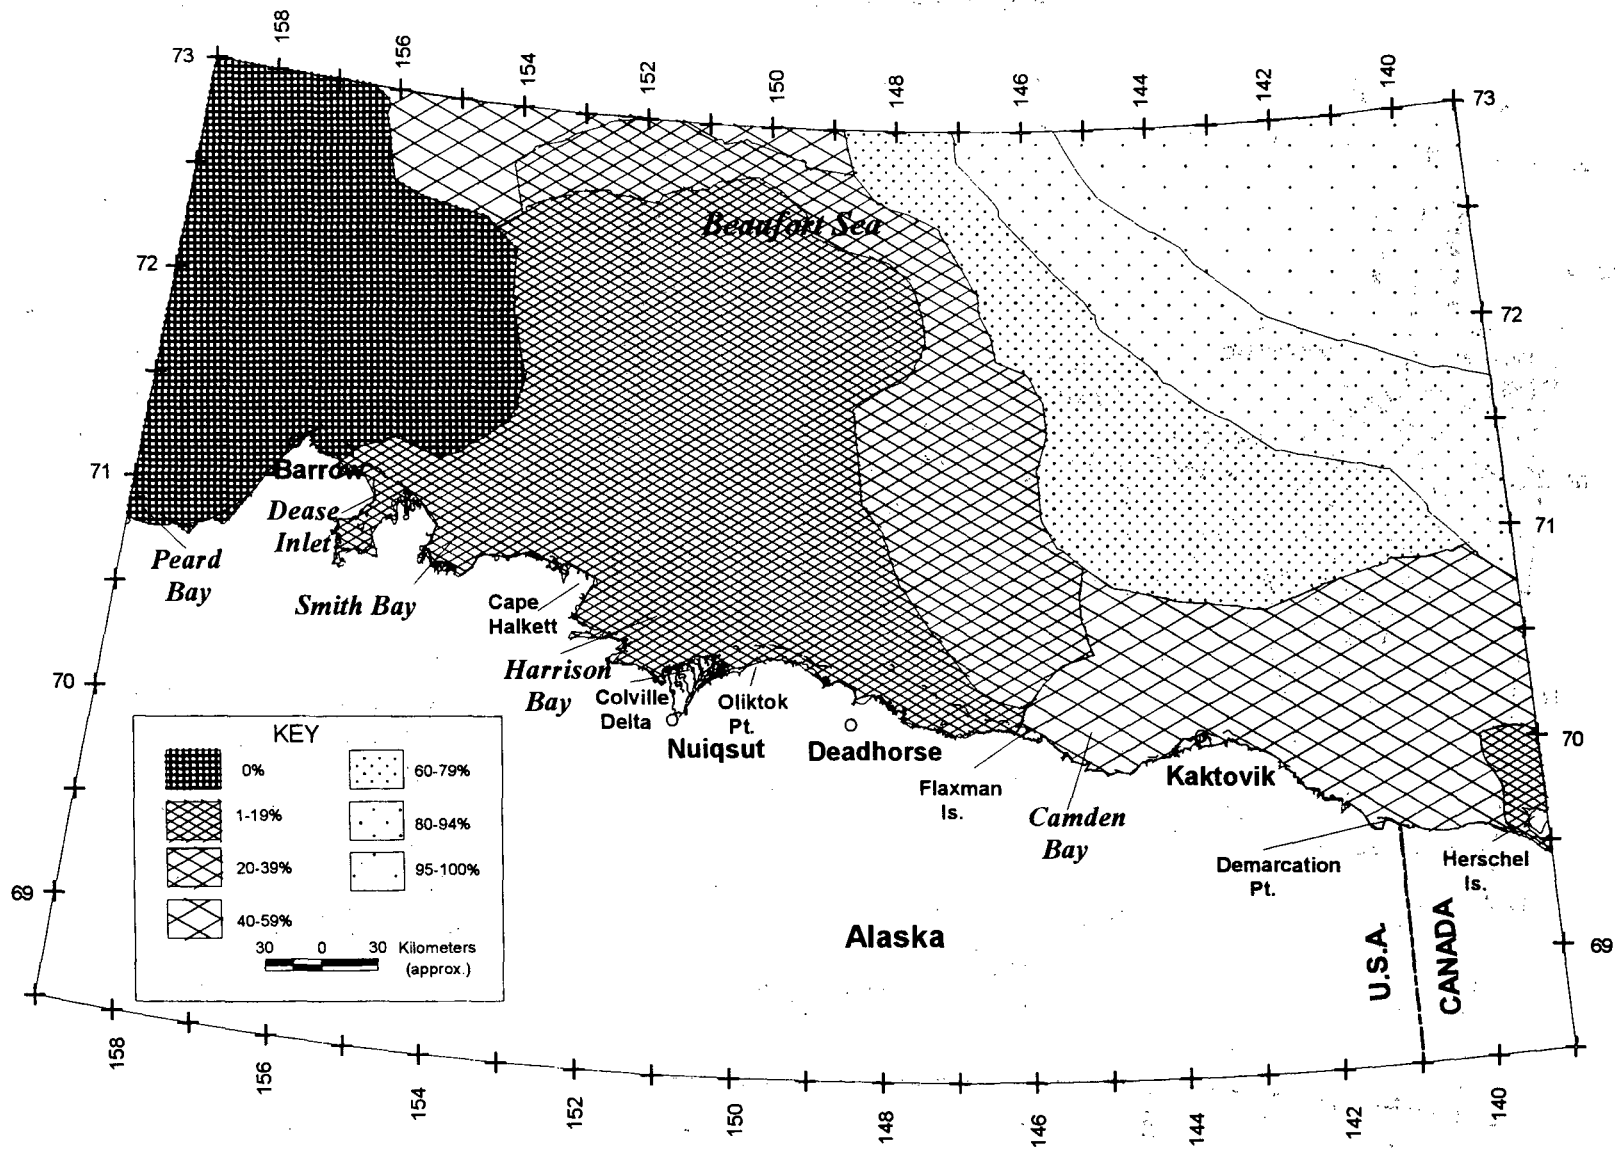 158
156
154
152
150
148
146
144
142
140
73
73
Beaufort Sea
72
72
71
Barrow
Dease
Inlet
71
Peard
Bay
Smith Bay
Cape
Halkett
Harrison
Bay
70
Colville
Delta
Oliktok
Pt.
Nuiqsut
Deadhorse
70
Flaxman
Is.
Kaktovik
Camden
Bay
Demarcation
Pt.
Herschel
Is.
KEY
0%
1-19%
20-39%
40-59%
60-79%
80-94%
95-100%
30 0 30 Kilometers
(approx.)
69
Alaska
U.S.A.
CANADA
69
158
156
154
152
150
148
146
144
142
140